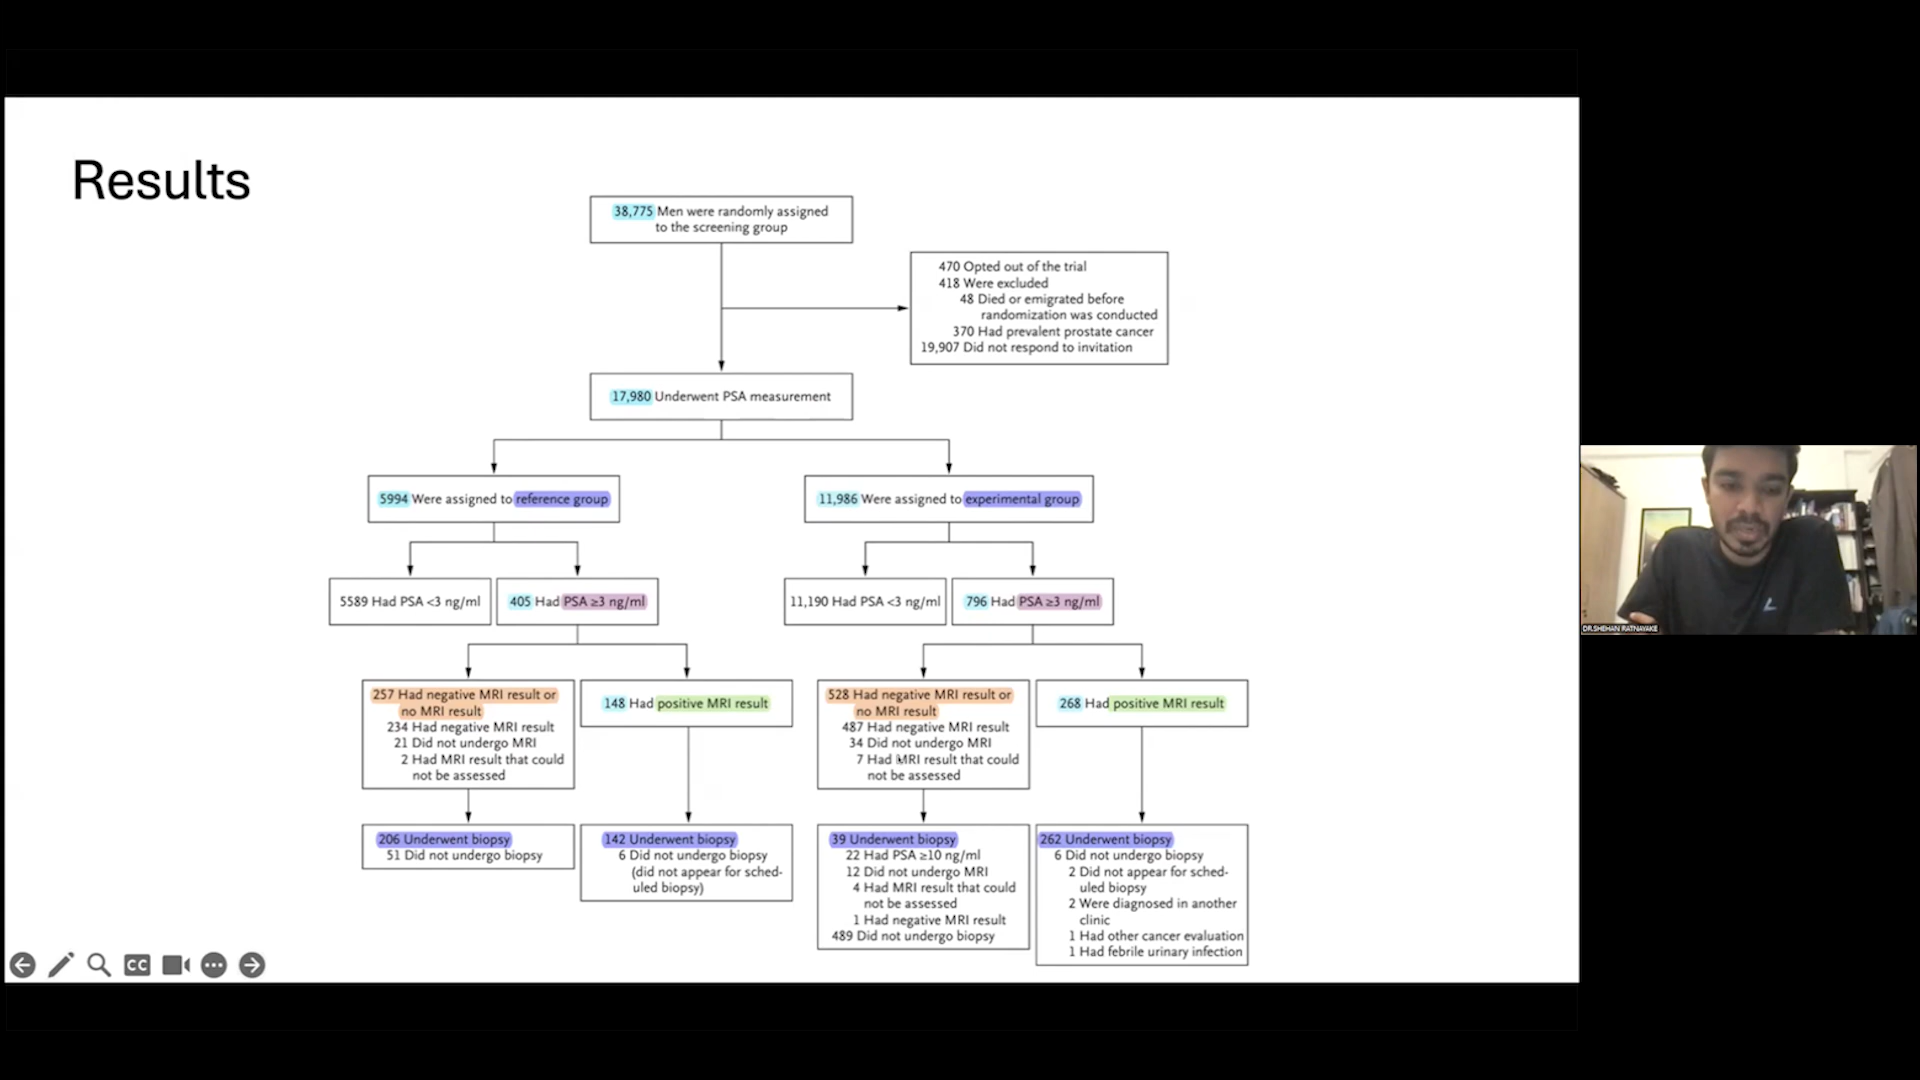 Results
38,775 Men were randomly assigned
to the screening group
470 Opted out of the trial
418 Were excluded
48 Died or emigrated before
randomization was conducted
370 Had prevalent prostate cancer
19,907 Did not respond to invitation
17,980 Underwent PSA measurement
5994 Were assigned to reference group
11,986 Were assigned to experimental group
5589 Had PSA <3 ng/ml
405 Had PSA ≥3 ng/ml
11,190 Had PSA <3 ng/ml
796 Had PSA ≥3 ng/ml
257 Had negative MRI result or
no MRI result
234 Had negative MRI result
21 Did not undergo MRI
2 Had MRI result that could
not be assessed
148 Had positive MRI result
528 Had negative MRI result or
no MRI result
487 Had negative MRI result
34 Did not undergo MRI
7 Had MRI result that could
not be assessed
268 Had positive MRI result
206 Underwent biopsy
51 Did not undergo biopsy
142 Underwent biopsy
6 Did not undergo biopsy
(did not appear for sched-
uled biopsy)
39 Underwent biopsy
22 Had PSA ≥10 ng/ml
12 Did not undergo MRI
4 Had MRI result that could
not be assessed
1 Had negative MRI result
489 Did not undergo biopsy
262 Underwent biopsy
6 Did not undergo biopsy
2 Did not appear for sched-
uled biopsy
2 Were diagnosed in another
clinic
1 Had other cancer evaluation
1 Had febrile urinary infection
CC
DR.SHEHAN RATNAYAKE